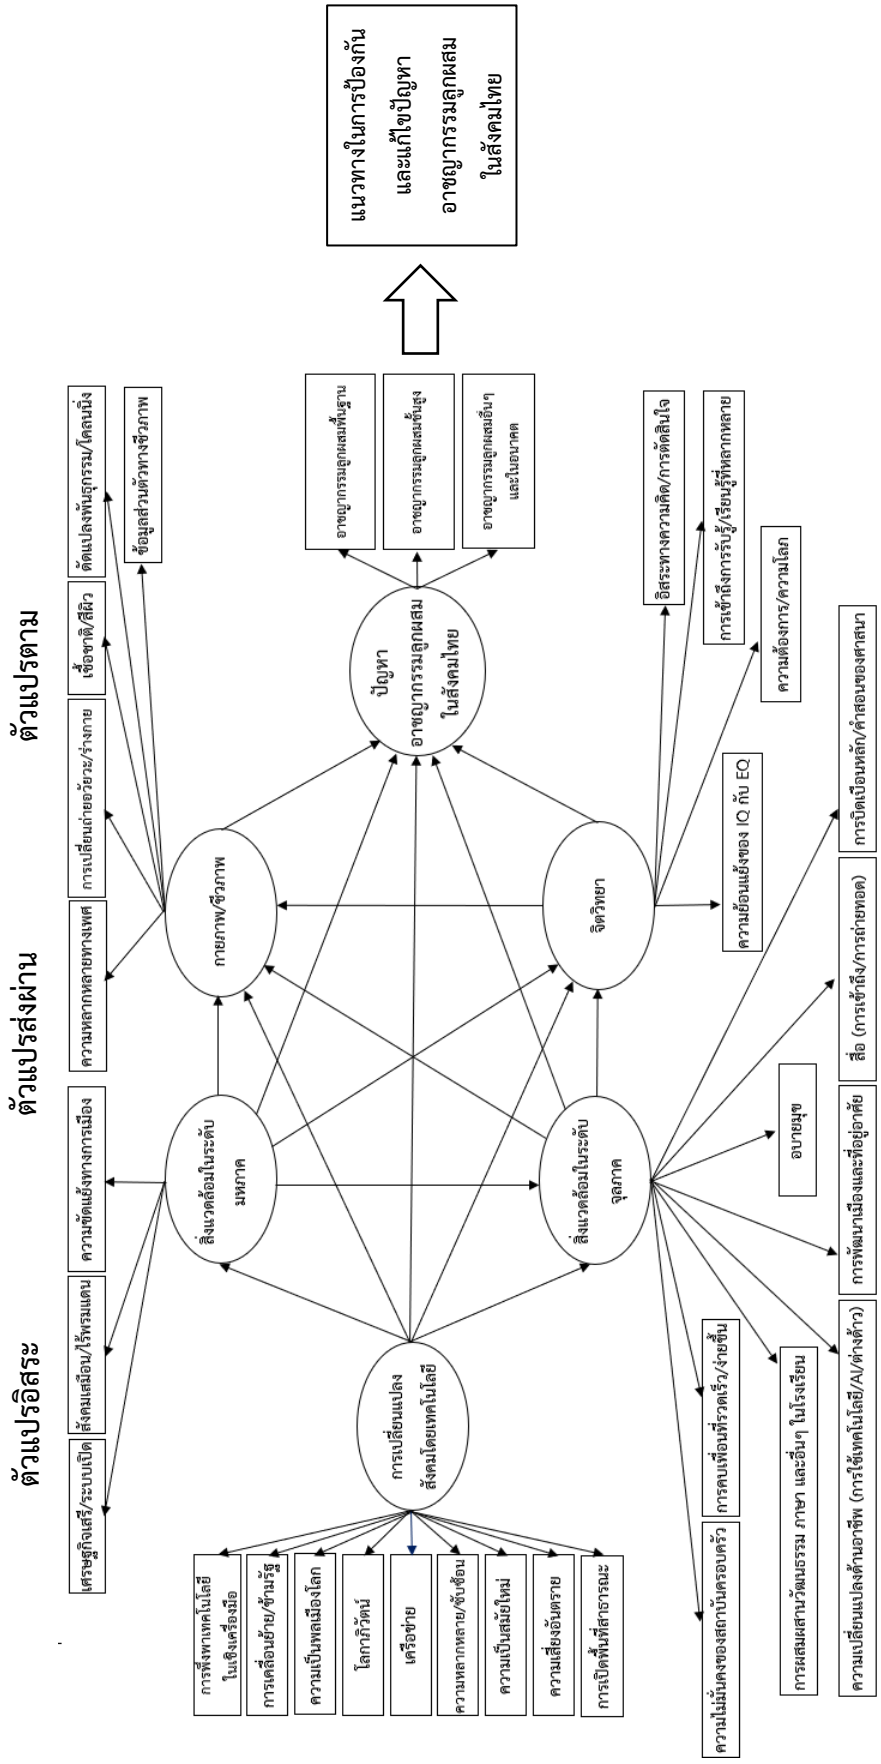 ตัวแปรอิสระ
ตัวแปรส่งผ่าน
ตัวแปรตาม
เศรษฐกิจเสรี/ระบบเปิด
สังคมเสมือน/ไร้พรมแดน
ความขัดแย้งทางการเมือง
ความหลากหลายทางเพศ
การเปลี่ยนถ่ายอวัยวะ/ร่างกาย
เชื้อชาติ/สีผิว
ตัดแปลงพันธุกรรม/โคลนนิ่ง
ข้อมูลส่วนตัวทางชีวภาพ
สิ่งแวดล้อมในระดับ
มหภาค
กายภาพ/ชีวภาพ
การพึ่งพาเทคโนโลยี
ในเชิงเครื่องมือ
การเคลื่อนย้าย/ข้ามรัฐ
ความเป็นพลเมืองโลก
โลกาภิวัตน์
เครือข่าย
ความหลากหลาย/ซับซ้อน
ความเป็นสมัยใหม่
ความเสี่ยงอันตราย
การเปิดพื้นที่สาธารณะ
การเปลี่ยนแปลง
สังคมโดยเทคโนโลยี
ปัญหา
อาชญากรรมลูกผสม
ในสังคมไทย
อาชญากรรมลูกผสมพื้นฐาน
อาชญากรรมลูกผสมขั้นสูง
อาชญากรรมลูกผสมอื่นๆ
และในอนาคต
แนวทางในการป้องกัน
และแก้ไขปัญหา
อาชญากรรมลูกผสม
ในสังคมไทย
สิ่งแวดล้อมในระดับ
จุลภาค
จิตวิทยา
อิสระทางความคิด/การตัดสินใจ
การเข้าถึงการรับรู้/เรียนรู้ที่หลากหลาย
ความต้องการ/ความโลภ
ความย้อนแย้งของ IQ กับ EQ
ความไม่มั่นคงของสถาบันครอบครัว
การคบเพื่อนที่รวดเร็ว/ง่ายขึ้น
การผสมผสานวัฒนธรรม ภาษา และอื่นๆ ในโรงเรียน
อบายมุข
ความเปลี่ยนแปลงด้านอาชีพ (การใช้เทคโนโลยี/AI/ต่างด้าว)
การพัฒนาเมืองและที่อยู่อาศัย
สื่อ (การเข้าถึง/การถ่ายทอด)
การบิดเบือนหลัก/คำสอนของศาสนา